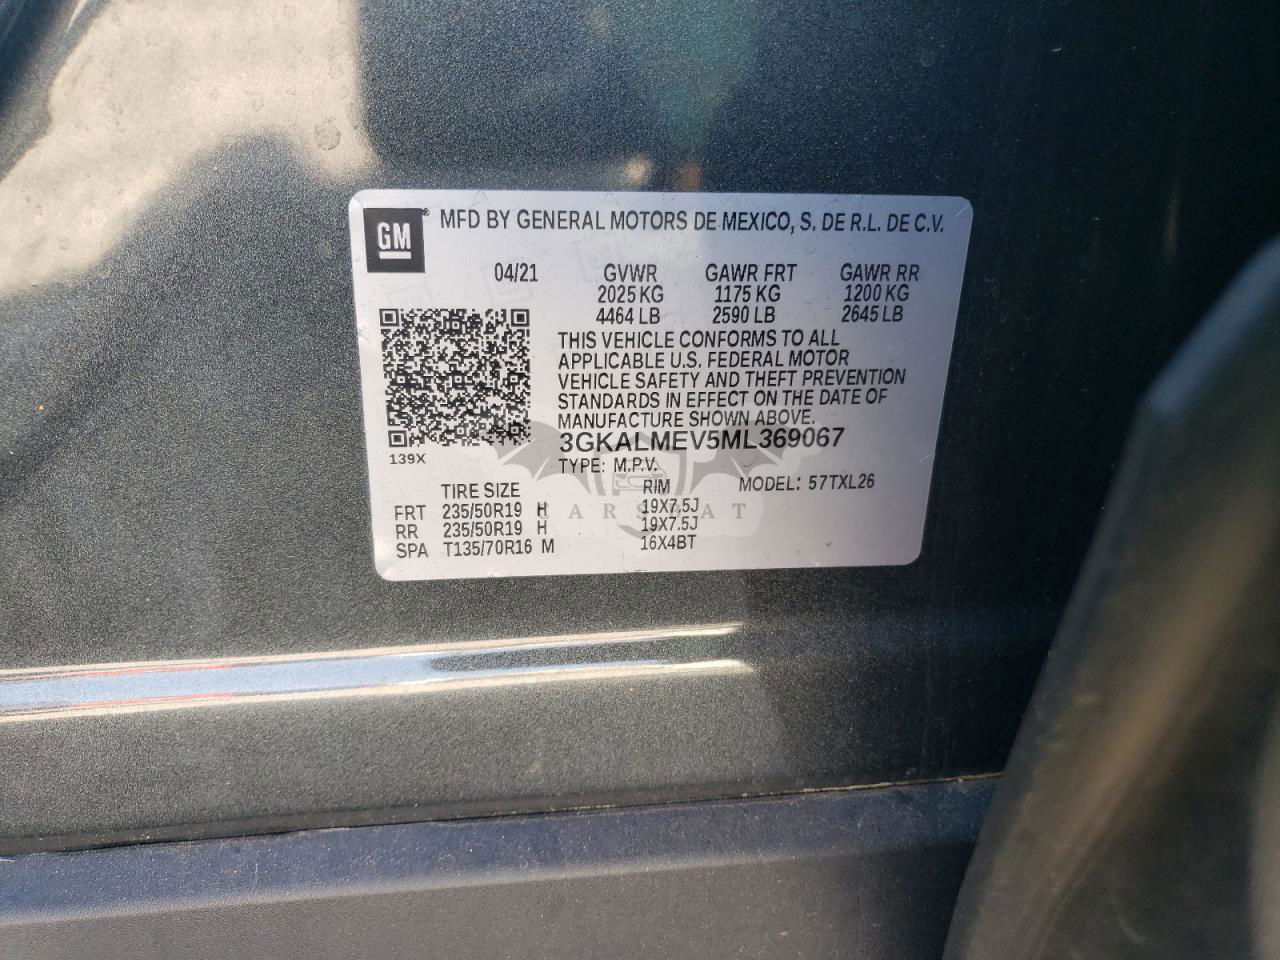 GM ® MFD BY GENERAL MOTORS DE MEXICO, S. DE R.L. DE C.V.
04/21 GVWR GAWR FRT GAWR RR
2025 KG 1175 KG 1200 KG
4464 LB 2590 LB 2645 LB
THIS VEHICLE CONFORMS TO ALL
APPLICABLE U.S. FEDERAL MOTOR
VEHICLE SAFETY AND THEFT PREVENTION
STANDARDS IN EFFECT ON THE DATE OF
MANUFACTURE SHOWN ABOVE.
3GKALMEV5ML369067
139X
TYPE: M.P.V.
TIRE SIZE RIM MODEL: 57TXL26
FRT 235/50R19 H 19X7.5J
RR 235/50R19 H 19X7.5J
SPA T135/70R16 M 16X4BT